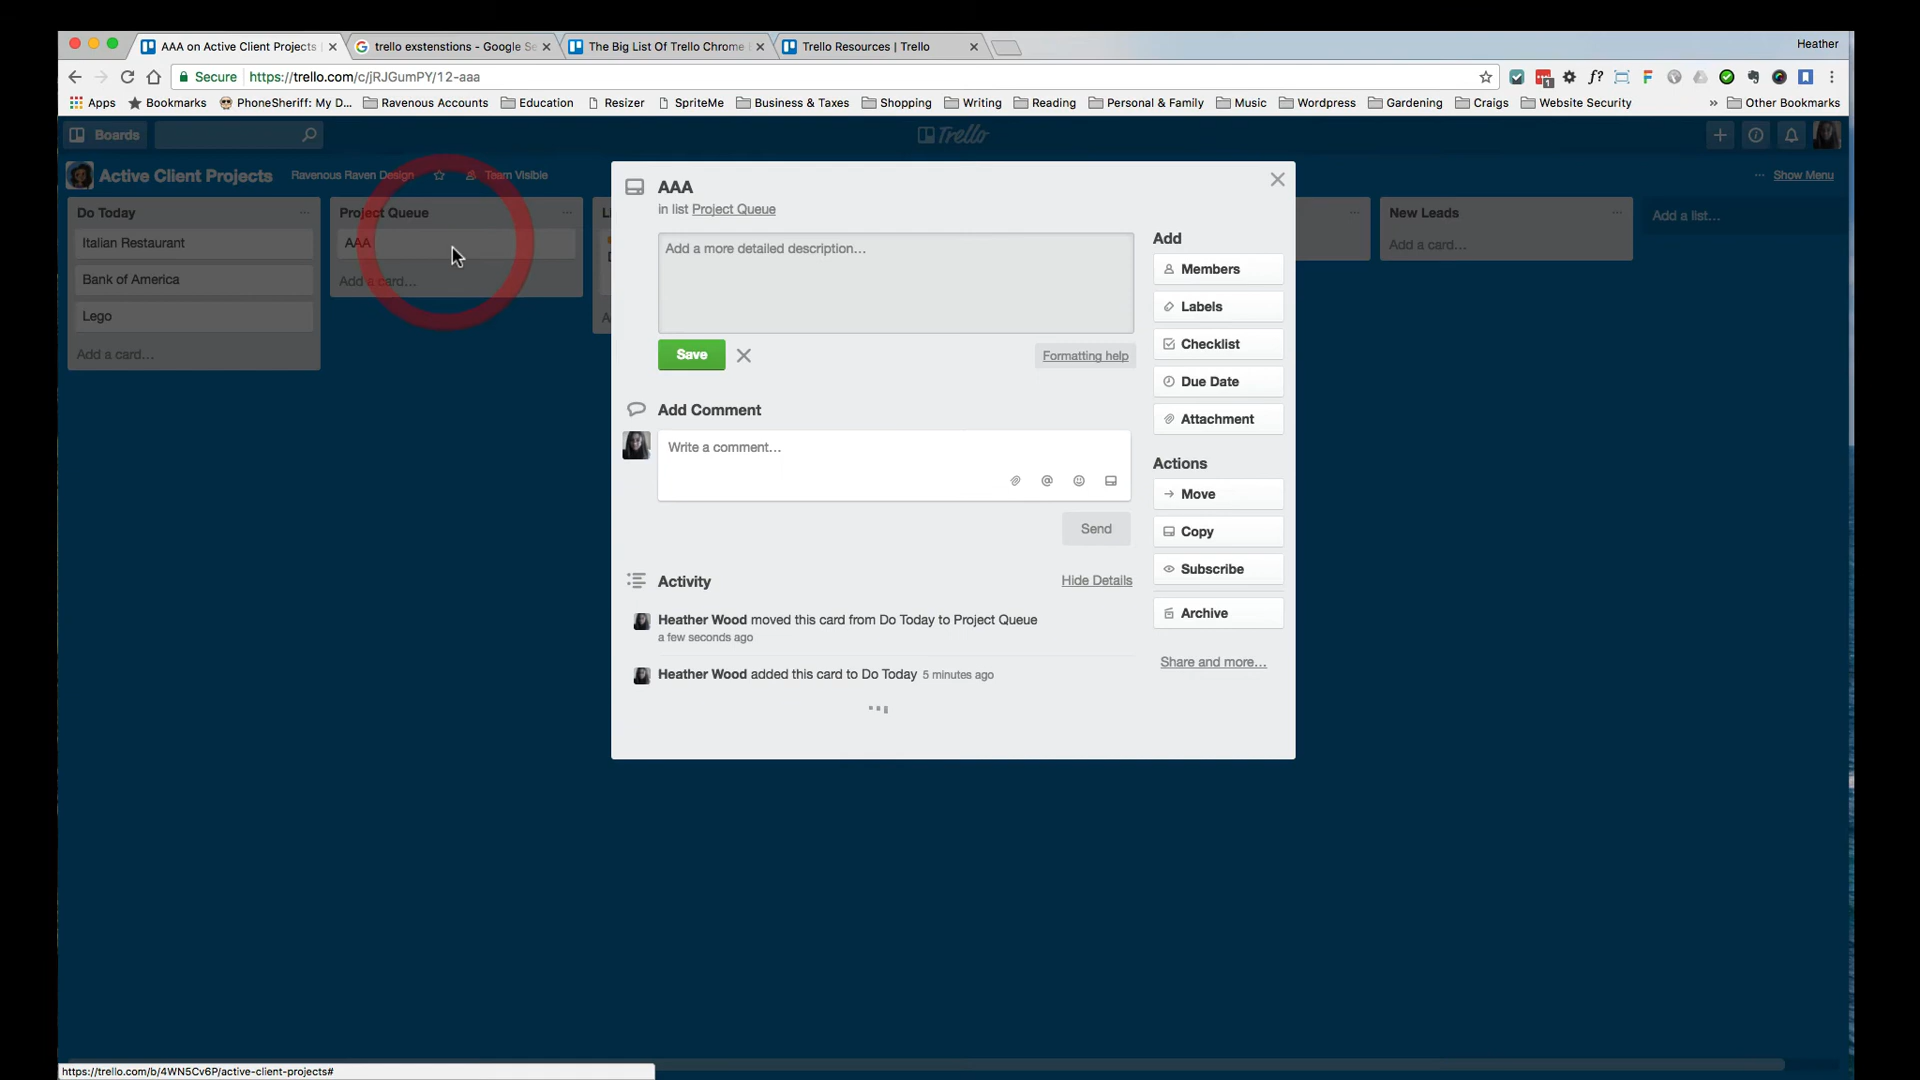 AAA on Active Client Projects
trello exstenstions - Google Se
The Big List Of Trello Chrome
Trello Resources | Trello
Heather
Secure
https://trello.com/c/jRJGumPY/12-aaa
Apps
Bookmarks
PhoneSheriff: My D...
Ravenous Accounts
Education
Resizer
SpriteMe
Business & Taxes
Shopping
Writing
Reading
Personal & Family
Music
Wordpress
Gardening
Craigs
Website Security
» Other Bookmarks
Boards
Trello
Active Client Projects
Ravenous Raven Design
Team Visible
... Show Menu
Do Today
Italian Restaurant
Bank of America
Lego
Add a card...
Project Queue
AAA
Add a card...
AAA
in list Project Queue
Add a more detailed description...
Save
Formatting help
Add Comment
Write a comment...
Send
Activity
Hide Details
Heather Wood moved this card from Do Today to Project Queue
a few seconds ago
Heather Wood added this card to Do Today 5 minutes ago
Add
Members
Labels
Checklist
Due Date
Attachment
Actions
Move
Copy
Subscribe
Archive
Share and more...
New Leads
Add a card...
Add a list...
https://trello.com/b/4WN5Cv6P/active-client-projects#